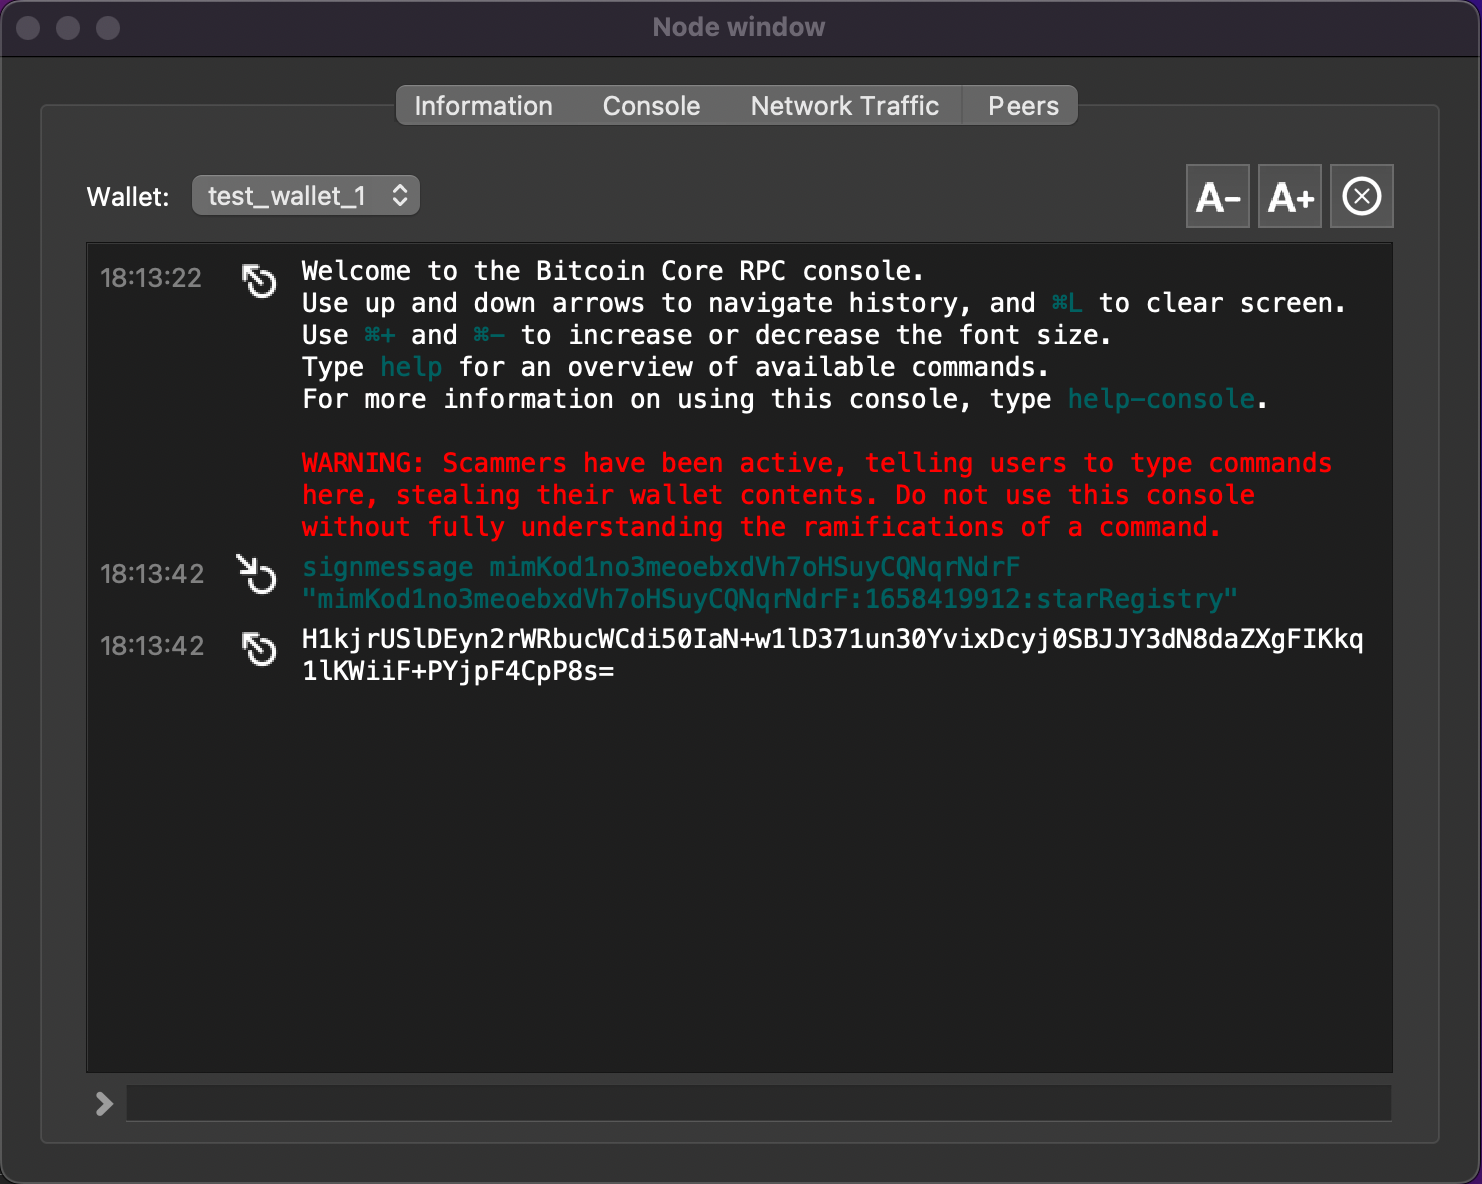 Node window
Information Console Network Traffic Peers
Wallet: test_wallet_1 A- A+
18:13:22 Welcome to the Bitcoin Core RPC console.
Use up and down arrows to navigate history, and ⌘L to clear screen.
Use ⌘+ and ⌘- to increase or decrease the font size.
Type help for an overview of available commands.
For more information on using this console, type help-console.
WARNING: Scammers have been active, telling users to type commands
here, stealing their wallet contents. Do not use this console
without fully understanding the ramifications of a command.
18:13:42 signmessage mimKod1no3meoebxdVh7oHSuyCQNqrNdrF
"mimKod1no3meoebxdVh7oHSuyCQNqrNdrF:1658419912:starRegistry"
18:13:42 H1kjrUSlDEyn2rWRbucWCdi50IaN+w1lD371un30YvixDcyj0SBJJY3dN8daZXgFIKkq
1lKWiiF+PYjpF4CpP8s=